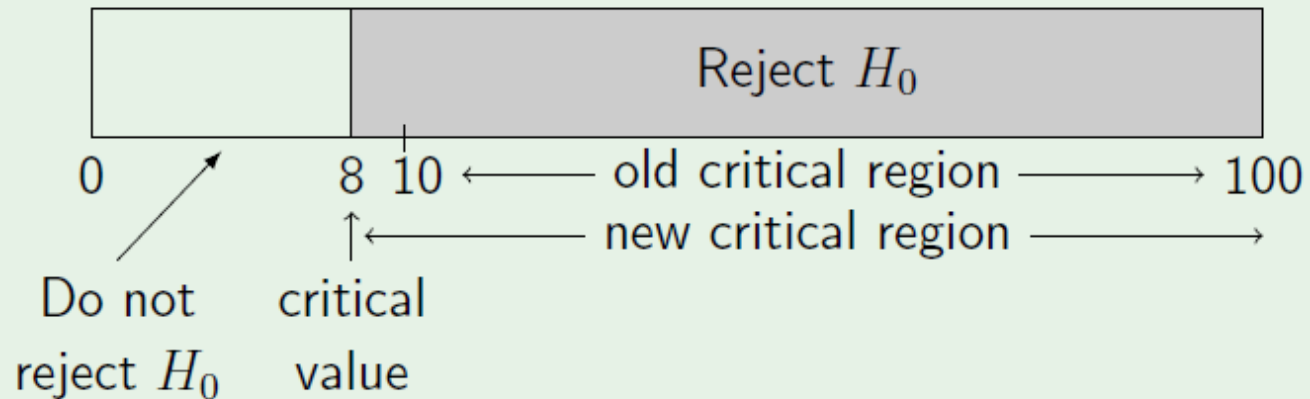 Reject H₀
0 8 10 ← old critical region → 100
← new critical region →
Do not critical
reject H₀ value